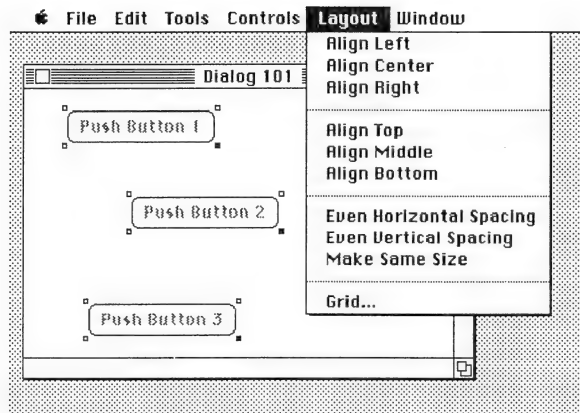 File Edit Tools Controls Layout Window
Dialog 101
Push Button 1
Push Button 2
Push Button 3
Align Left
Align Center
Align Right
Align Top
Align Middle
Align Bottom
Even Horizontal Spacing
Even Vertical Spacing
Make Same Size
Grid...